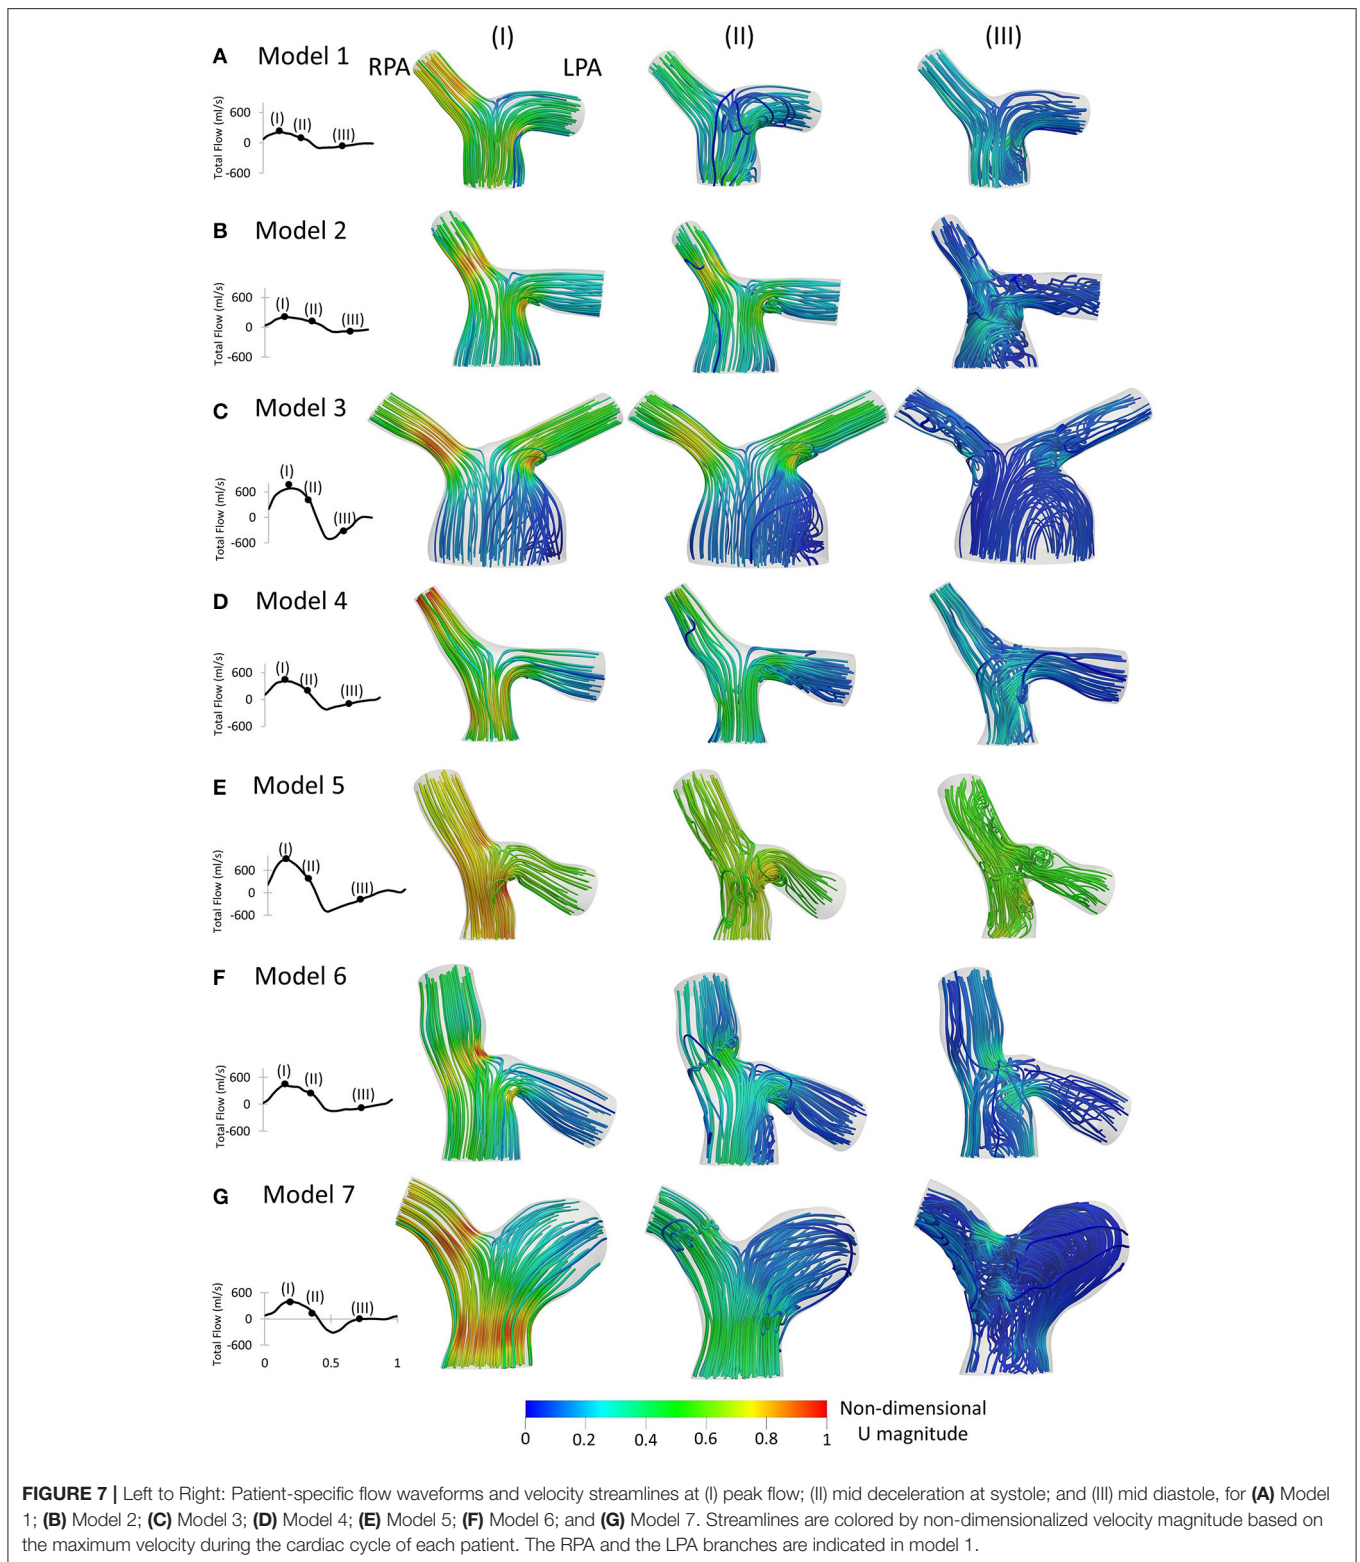 (I) (II) (III)
A Model 1
RPA LPA
Total Flow (ml/s)
600
0
-600
(I) (II) (III)
B Model 2
Total Flow (ml/s)
600
0
-600
(I) (II) (III)
C Model 3
Total Flow (ml/s)
600
0
-600
(I) (II) (III)
D Model 4
Total Flow (ml/s)
600
0
-600
(I) (II) (III)
E Model 5
Total Flow (ml/s)
600
0
-600
(I) (II) (III)
F Model 6
Total Flow (ml/s)
600
0
-600
(I) (II) (III)
G Model 7
Total Flow (ml/s)
600
0
-600
(I) (II) (III)
0 0.5 1
0 0.2 0.4 0.6 0.8 1
Non-dimensional
U magnitude
FIGURE 7 | Left to Right: Patient-specific flow waveforms and velocity streamlines at (I) peak flow; (II) mid deceleration at systole; and (III) mid diastole, for (A) Model
1; (B) Model 2; (C) Model 3; (D) Model 4; (E) Model 5; (F) Model 6; and (G) Model 7. Streamlines are colored by non-dimensionalized velocity magnitude based on
the maximum velocity during the cardiac cycle of each patient. The RPA and the LPA branches are indicated in model 1.